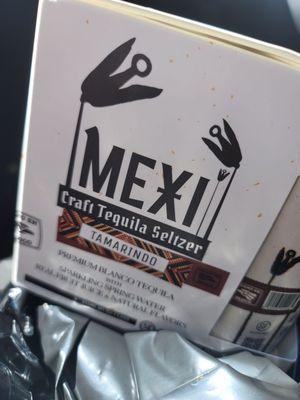 MEXI
Craft Tequila Seltzer
TAMARINDO
PREMIUM BLANCO TEQUILA
WITH
SPARKLING SPRING WATER
REAL FRUIT JUICE & NATURAL FLAVORS